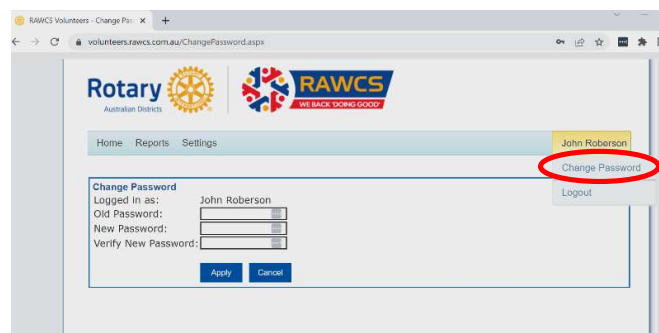 RAWCS Volunteers - Change Pas
volunteers.rawcs.com.au/ChangePassword.aspx
Rotary
Australian Districts
RAWCS
WE BACK 'DOING GOOD'
Home Reports Settings John Roberson
Change Password
Logout
Change Password
Logged in as: John Roberson
Old Password:
New Password:
Verify New Password:
Apply Cancel